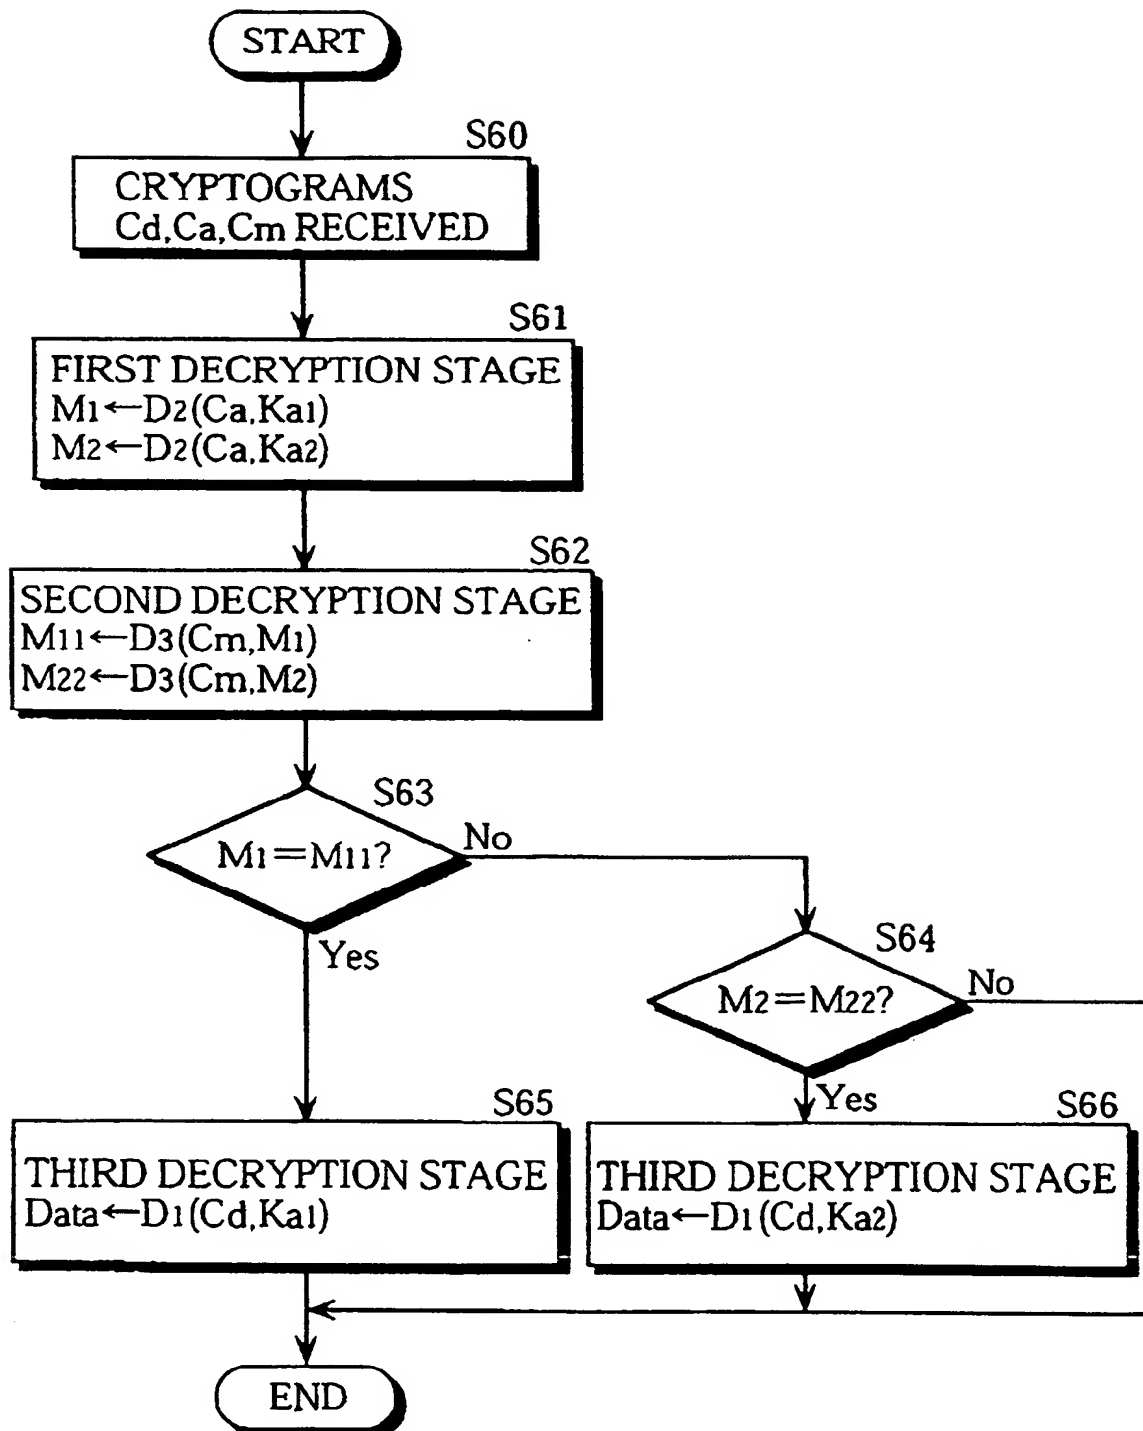 START
S60
CRYPTOGRAMS
Cd,Ca,Cm RECEIVED
S61
FIRST DECRYPTION STAGE
M1←D2(Ca,Ka1)
M2←D2(Ca,Ka2)
S62
SECOND DECRYPTION STAGE
M11←D3(Cm,M1)
M22←D3(Cm,M2)
S63
M1=M11?
No
Yes
S64
M2=M22?
No
Yes
S65
THIRD DECRYPTION STAGE
Data←D1(Cd,Ka1)
S66
THIRD DECRYPTION STAGE
Data←D1(Cd,Ka2)
END